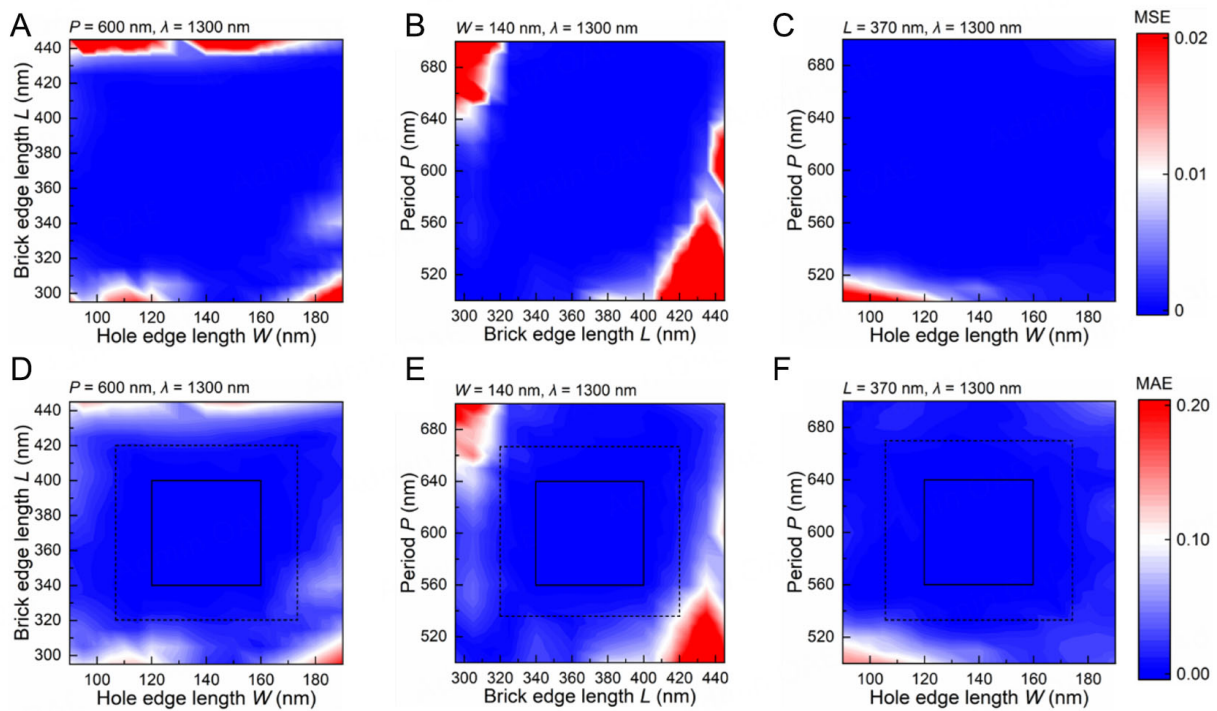 A
P = 600 nm, λ = 1300 nm
440
420
400
380
360
340
320
300
Brick edge length L (nm)
100 120 140 160 180
Hole edge length W (nm)
B
W = 140 nm, λ = 1300 nm
680
640
600
560
520
Period P (nm)
300 320 340 360 380 400 420 440
Brick edge length L (nm)
C
L = 370 nm, λ = 1300 nm
680
640
600
560
520
Period P (nm)
100 120 140 160 180
Hole edge length W (nm)
MSE
0.02
0.01
0
D
P = 600 nm, λ = 1300 nm
440
420
400
380
360
340
320
300
Brick edge length L (nm)
100 120 140 160 180
Hole edge length W (nm)
E
W = 140 nm, λ = 1300 nm
680
640
600
560
520
Period P (nm)
300 320 340 360 380 400 420 440
Brick edge length L (nm)
F
L = 370 nm, λ = 1300 nm
680
640
600
560
520
Period P (nm)
100 120 140 160 180
Hole edge length W (nm)
MAE
0.20
0.10
0.00